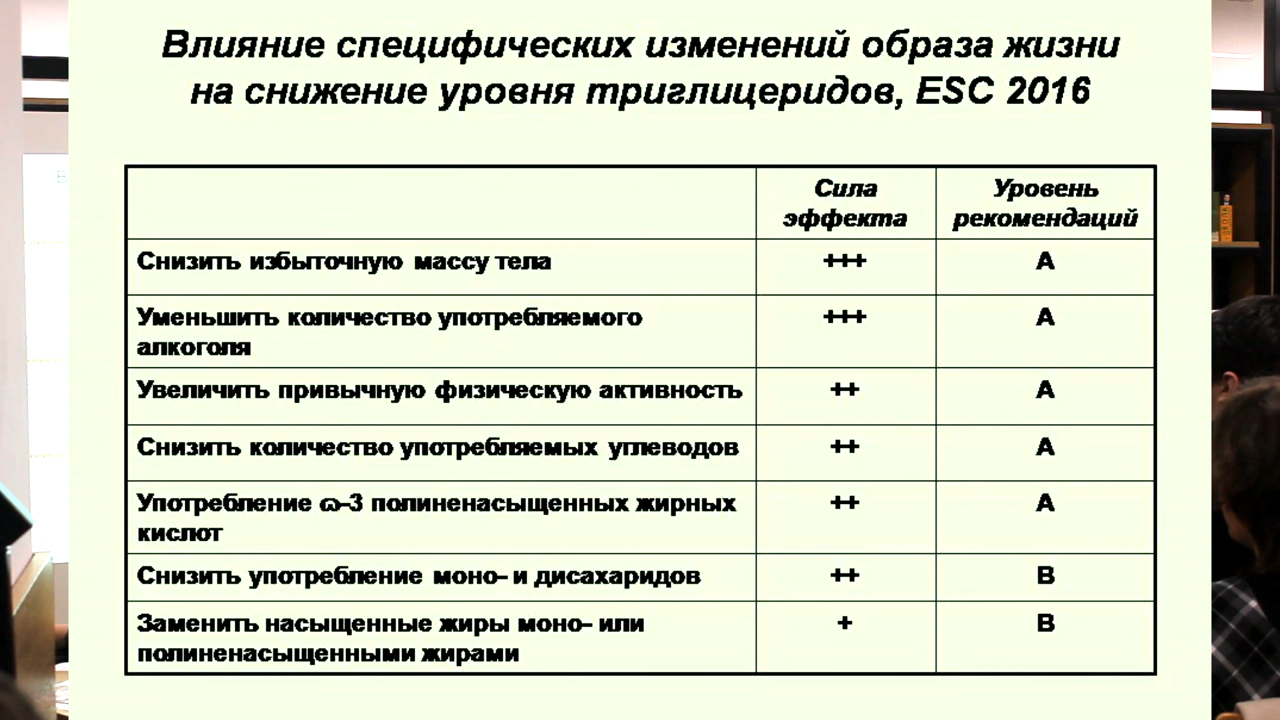 Влияние специфических изменений образа жизни
на снижение уровня триглицеридов, ESC 2016
Сила
эффекта
Уровень
рекомендаций
Снизить избыточную массу тела
+++
A
Уменьшить количество употребляемого
алкоголя
+++
A
Увеличить привычную физическую активность
++
A
Снизить количество употребляемых углеводов
++
A
Употребление ω-3 полиненасыщенных жирных
кислот
++
A
Снизить употребление моно- и дисахаридов
++
B
Заменить насыщенные жиры моно- или
полиненасыщенными жирами
+
B